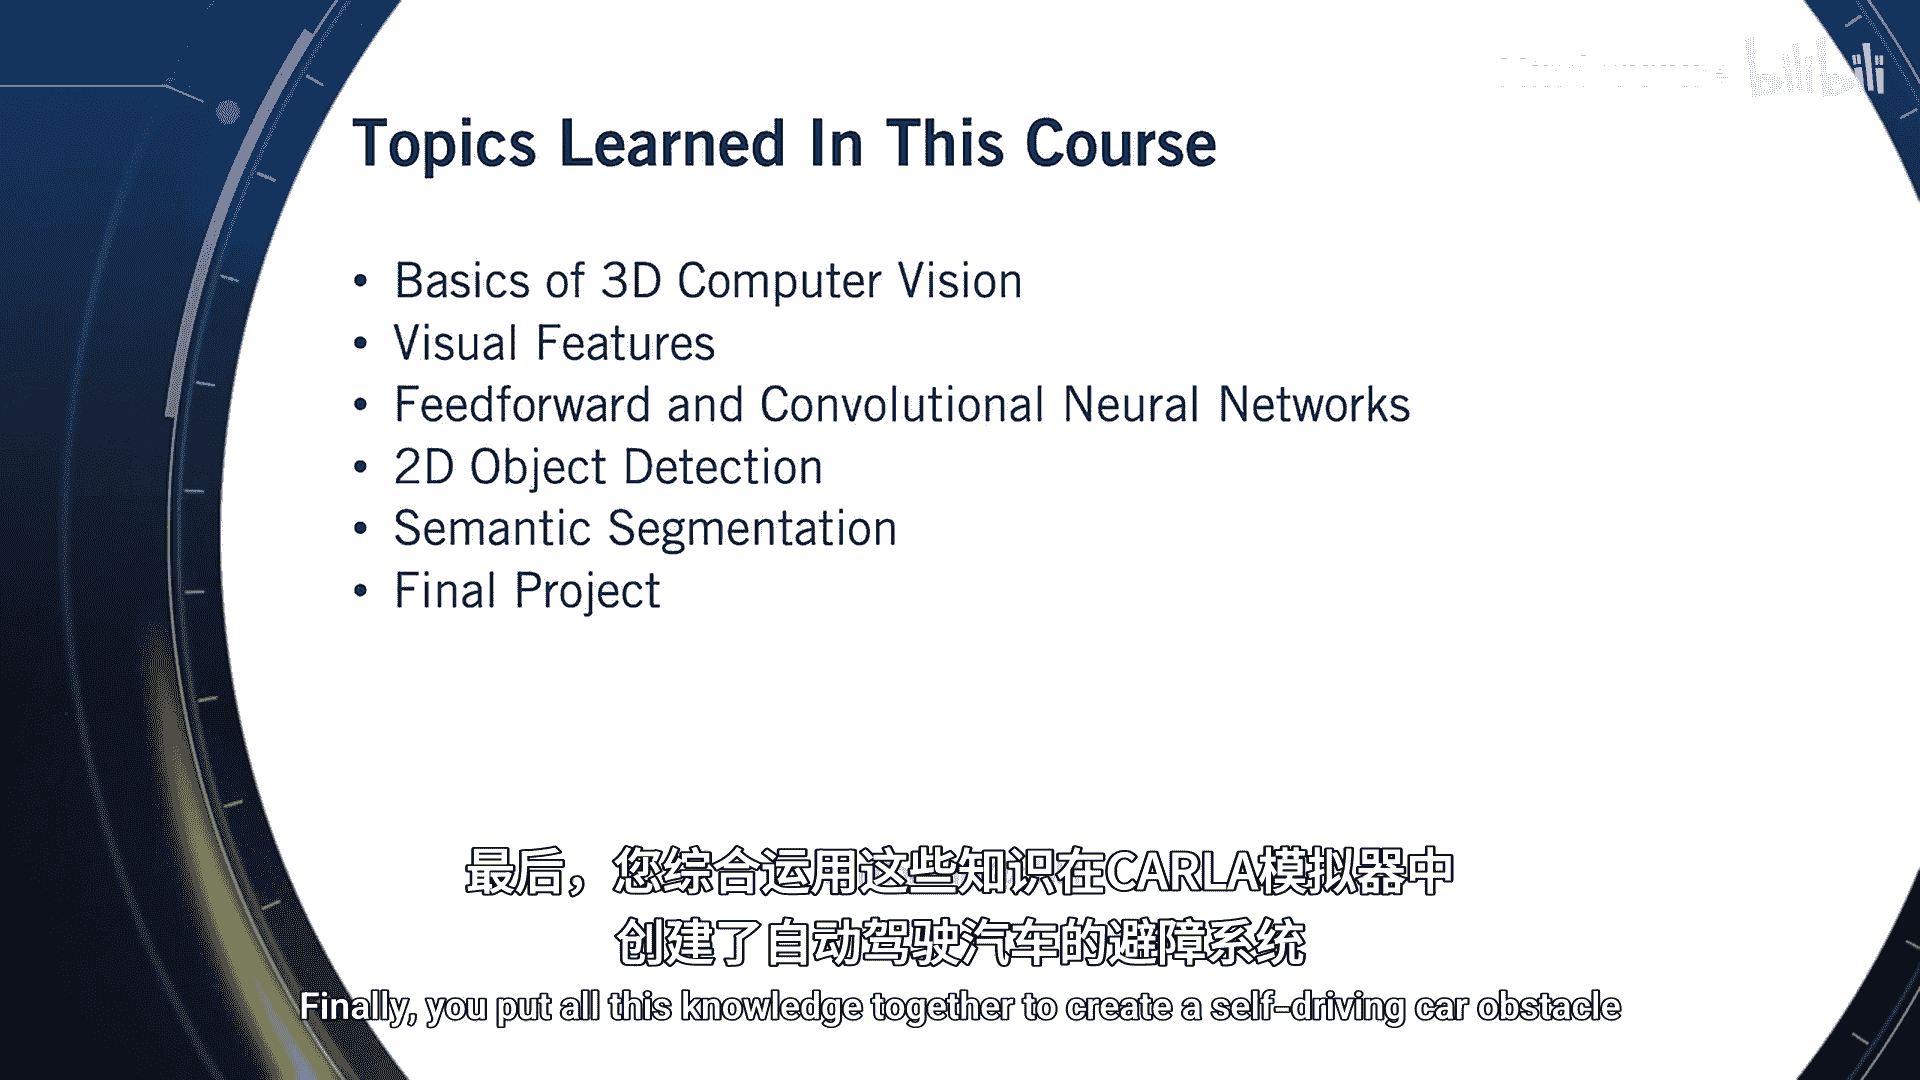 bilibili
Topics Learned In This Course
• Basics of 3D Computer Vision
• Visual Features
• Feedforward and Convolutional Neural Networks
• 2D Object Detection
• Semantic Segmentation
• Final Project
最后，您综合运用这些知识在CARLA模拟器中
创建了自动驾驶汽车的避障系统
Finally, you put all this knowledge together to create a self-driving car obstacle